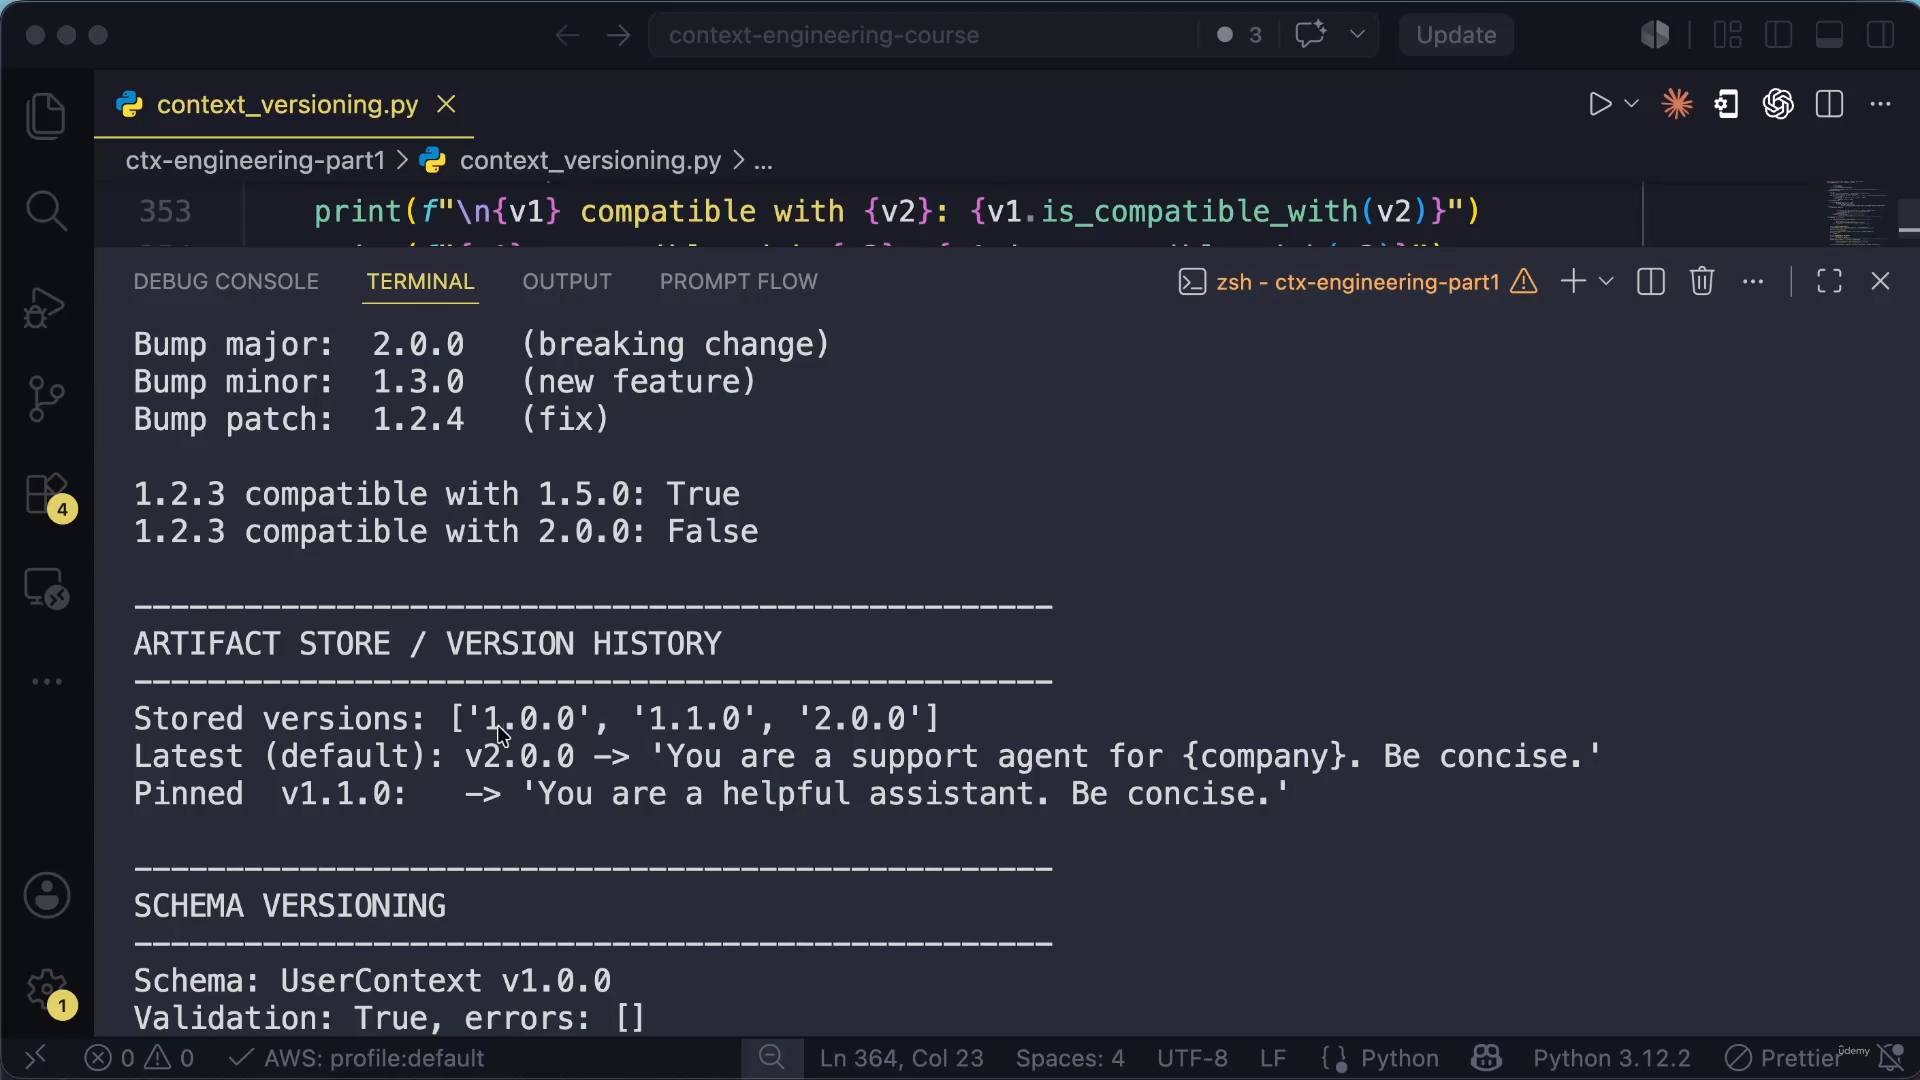 context-engineering-course
3
Update
context_versioning.py
ctx-engineering-part1 > context_versioning.py > ...
353 print(f"\n{v1} compatible with {v2}: {v1.is_compatible_with(v2)}")
DEBUG CONSOLE TERMINAL OUTPUT PROMPT FLOW zsh - ctx-engineering-part1
Bump major: 2.0.0 (breaking change)
Bump minor: 1.3.0 (new feature)
Bump patch: 1.2.4 (fix)
1.2.3 compatible with 1.5.0: True
1.2.3 compatible with 2.0.0: False
ARTIFACT STORE / VERSION HISTORY
Stored versions: ['1.0.0', '1.1.0', '2.0.0']
Latest (default): v2.0.0 -> 'You are a support agent for {company}. Be concise.'
Pinned v1.1.0: -> 'You are a helpful assistant. Be concise.'
SCHEMA VERSIONING
Schema: UserContext v1.0.0
Validation: True, errors: []
4
1
0 0 AWS: profile:default Ln 364, Col 23 Spaces: 4 UTF-8 LF {} Python Python 3.12.2 Prettier
udemy